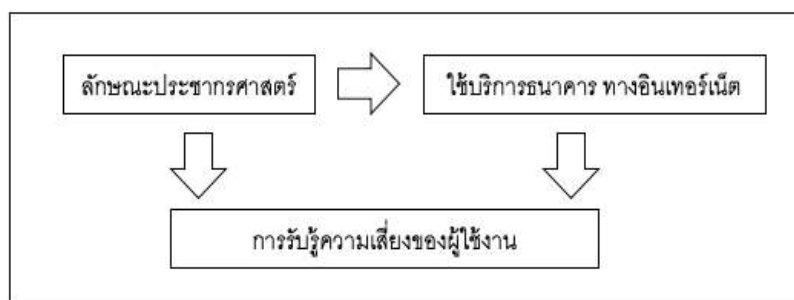 ลักษณะประชากรศาสตร์
ใช้บริการธนาคาร ทางอินเทอร์เน็ต
การรับรู้ความเสี่ยงของผู้ใช้งาน